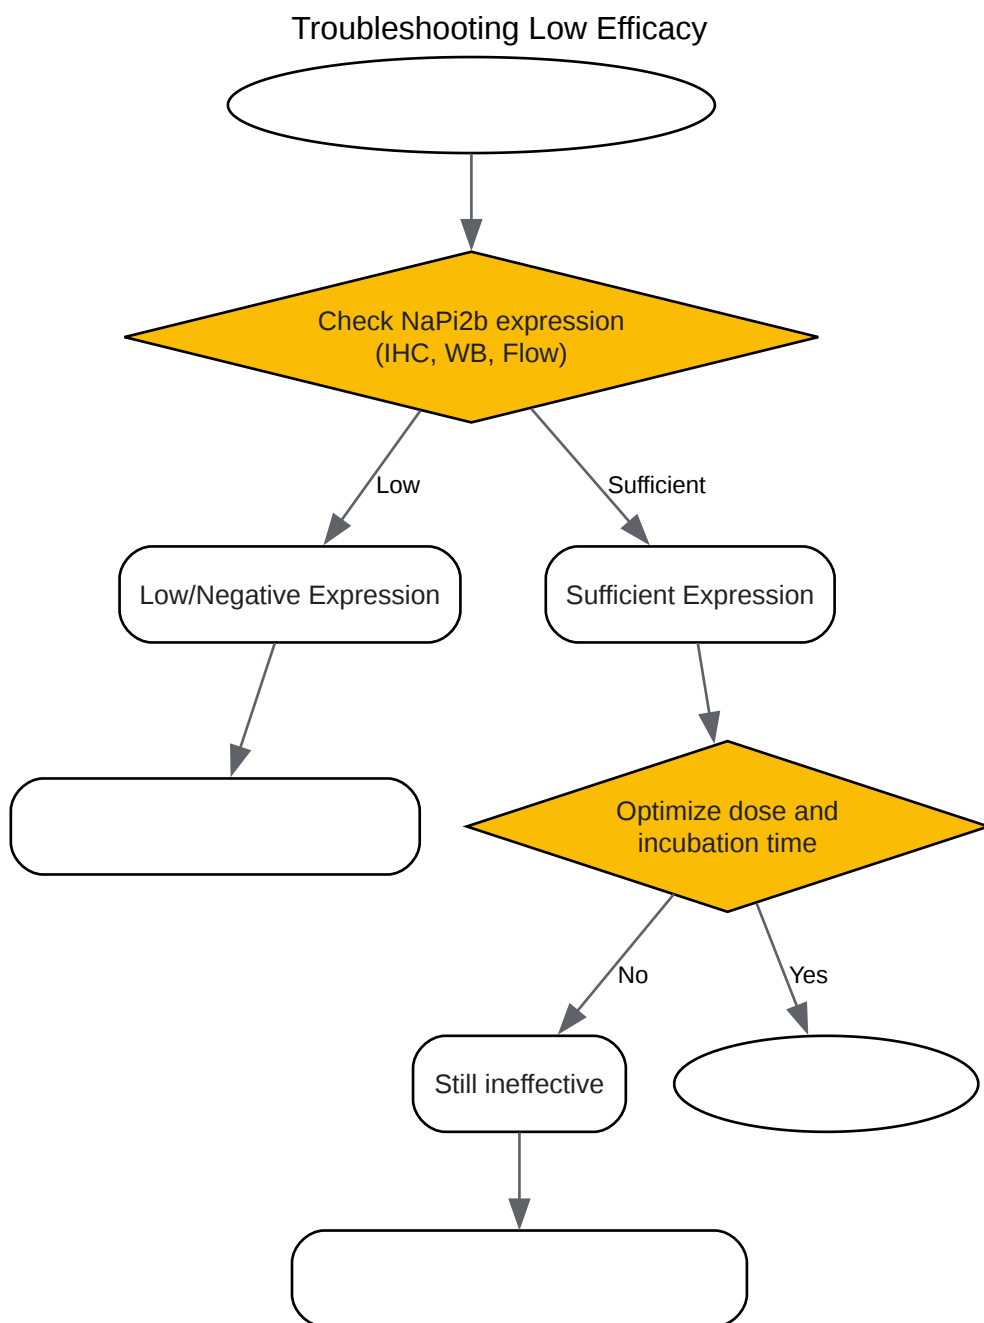 Troubleshooting Low Efficacy
Check NaPi2b expression
(IHC, WB, Flow)
Low
Sufficient
Low/Negative Expression
Sufficient Expression
Optimize dose and
incubation time
No
Yes
Still ineffective